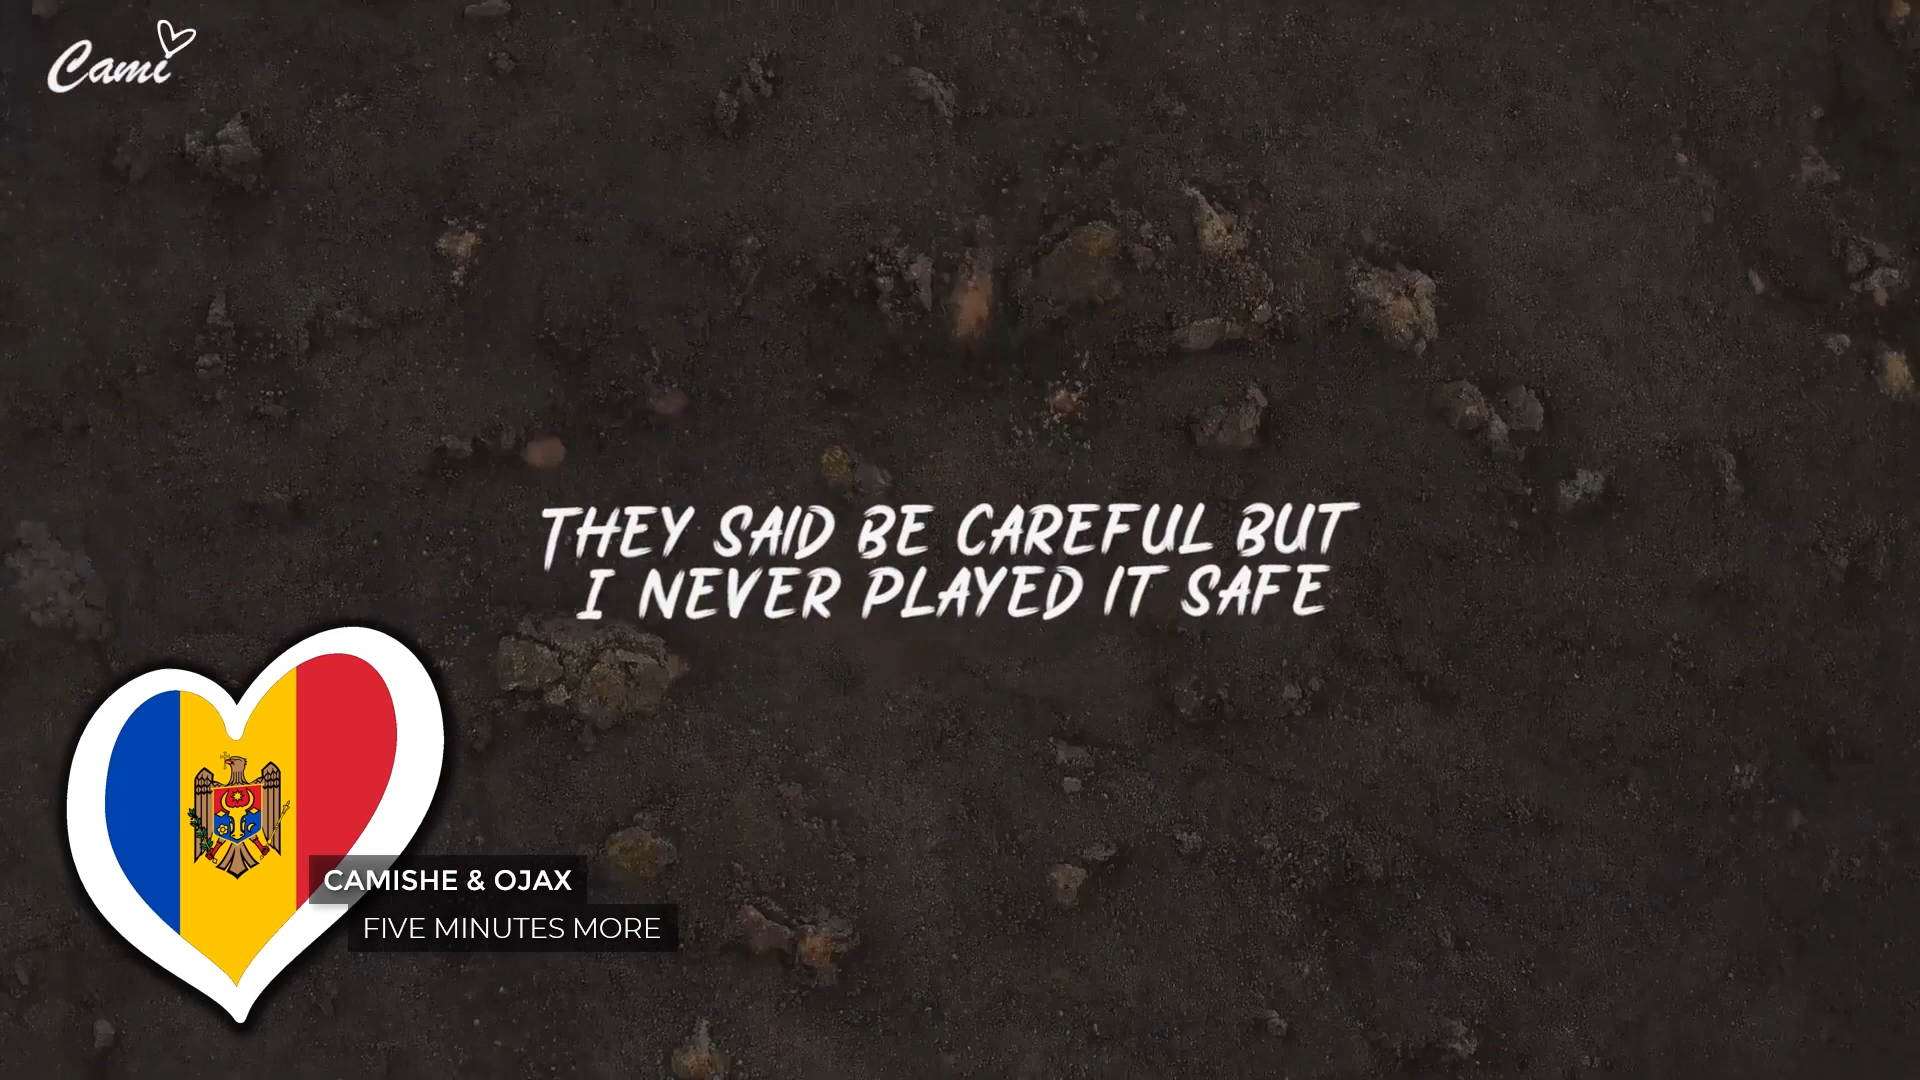 Cami
THEY SAID BE CAREFUL BUT
I NEVER PLAYED IT SAFE
CAMISHE & OJAX
FIVE MINUTES MORE